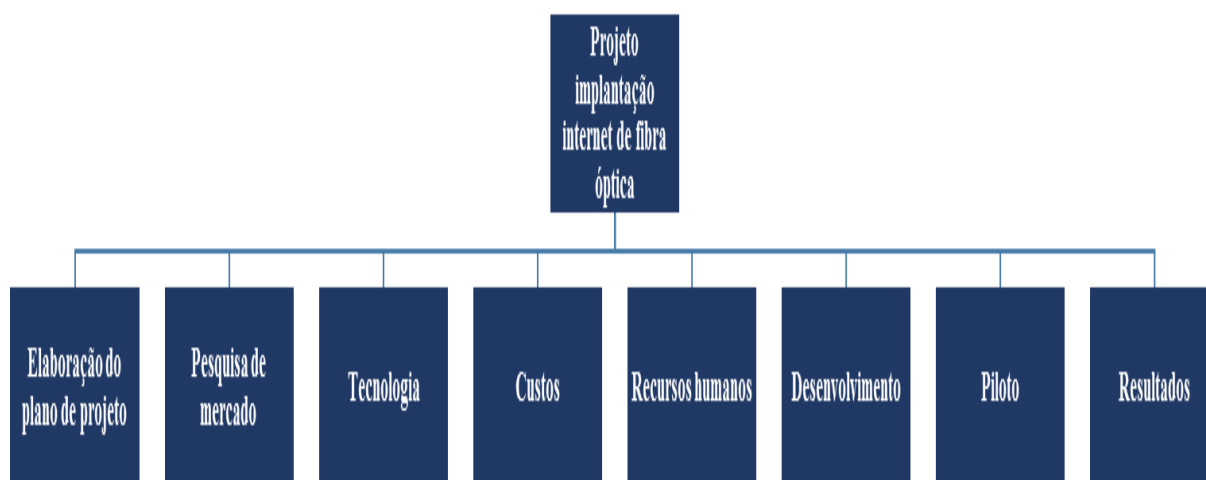 Projeto
implantação
internet de fibra
óptica
Elaboração do
plano de projeto
Pesquisa de
mercado
Tecnologia
Custos
Recursos humanos
Desenvolvimento
Piloto
Resultados